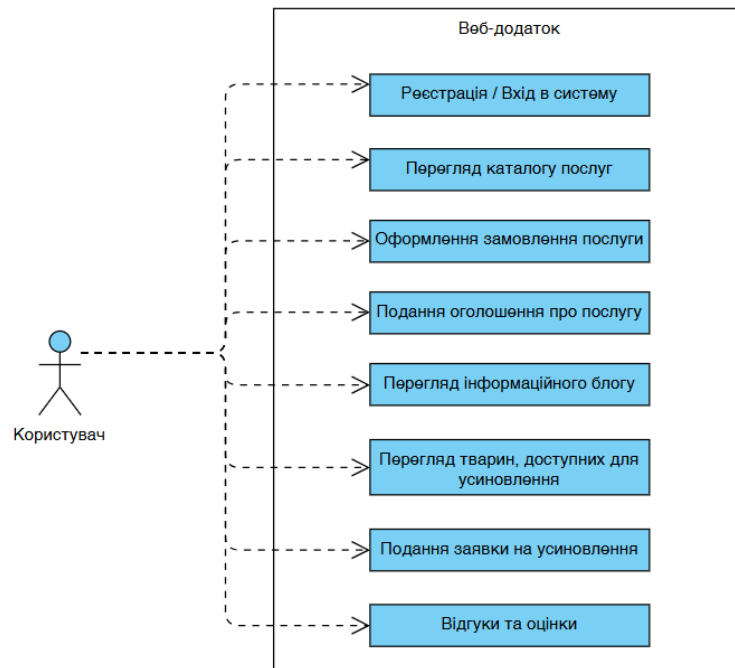 Веб-додаток
Реєстрація / Вхід в систему
Перегляд каталогу послуг
Оформлення замовлення послуги
Подання оголошення про послугу
Перегляд інформаційного блогу
Користувач
Перегляд тварин, доступних для
усиновлення
Подання заявки на усиновлення
Відгуки та оцінки